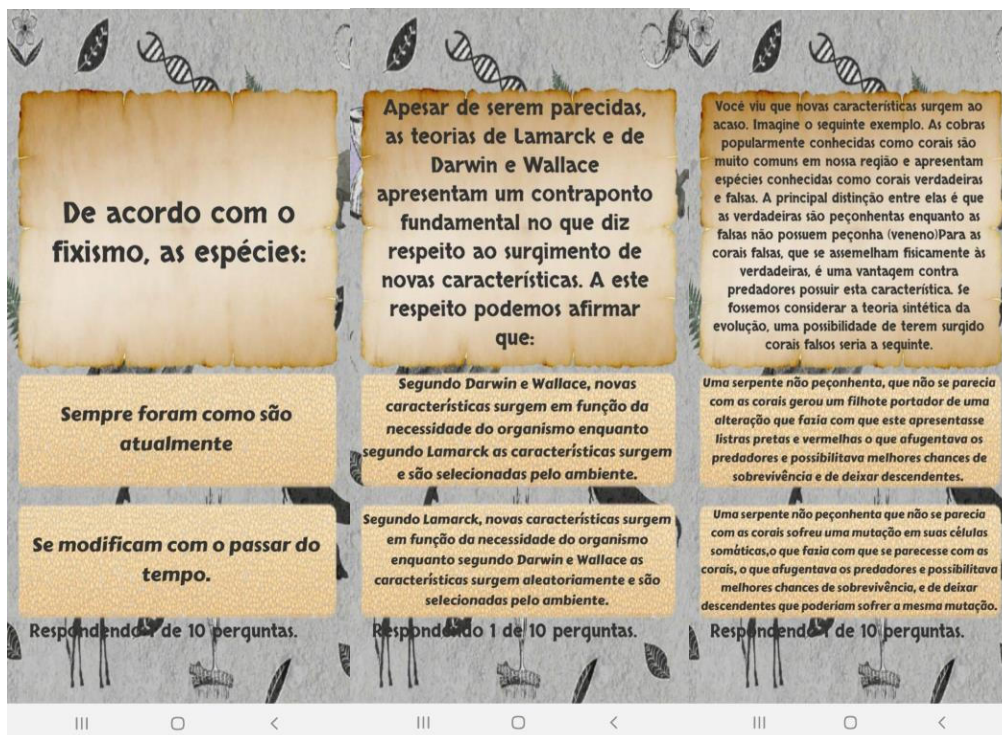 De acordo com o
fixismo, as espécies:
Sempre foram como são
atualmente
Se modificam com o passar do
tempo.
Respondendo 1 de 10 perguntas.
Apesar de serem parecidas,
as teorias de Lamarck e de
Darwin e Wallace
apresentam um contraponto
fundamental no que diz
respeito ao surgimento de
novas características. A este
respeito podemos afirmar
que:
Segundo Darwin e Wallace, novas
características surgem em função da
necessidade do organismo enquanto
segundo Lamarck as características surgem
e são selecionadas pelo ambiente.
Segundo Lamarck, novas características surgem
em função da necessidade do organismo
enquanto segundo Darwin e Wallace as
características surgem aleatoriamente e são
selecionadas pelo ambiente.
Respondendo 1 de 10 perguntas.
Você viu que novas características surgem ao
acaso. Imagine o seguinte exemplo. As cobras
popularmente conhecidas como corais são
muito comuns em nossa região e apresentam
espécies conhecidas como corais verdadeiras
e falsas. A principal distinção entre elas é que
as verdadeiras são peçonhentas enquanto as
falsas não possuem peçonha (veneno)Para as
corais falsas, que se assemelham fisicamente às
verdadeiras, é uma vantagem contra
predadores possuir esta característica. Se
fossemos considerar a teoria sintética da
evolução, uma possibilidade de terem surgido
corais falsos seria a seguinte.
Uma serpente não peçonhenta, que não se parecia
com as corais gerou um filhote portador de uma
alteração que fazia com que este apresentasse
listras pretas e vermelhas o que afugentava os
predadores e possibilitava melhores chances de
sobrevivência e de deixar descendentes.
Uma serpente não peçonhenta que não se parecia
com as corais sofreu uma mutação em suas células
somáticas,o que fazia com que se parecesse com as
corais, o que afugentava os predadores e possibilitava
melhores chances de sobrevivência, e de deixar
descendentes que poderiam sofrer a mesma mutação.
Respondendo 1 de 10 perguntas.